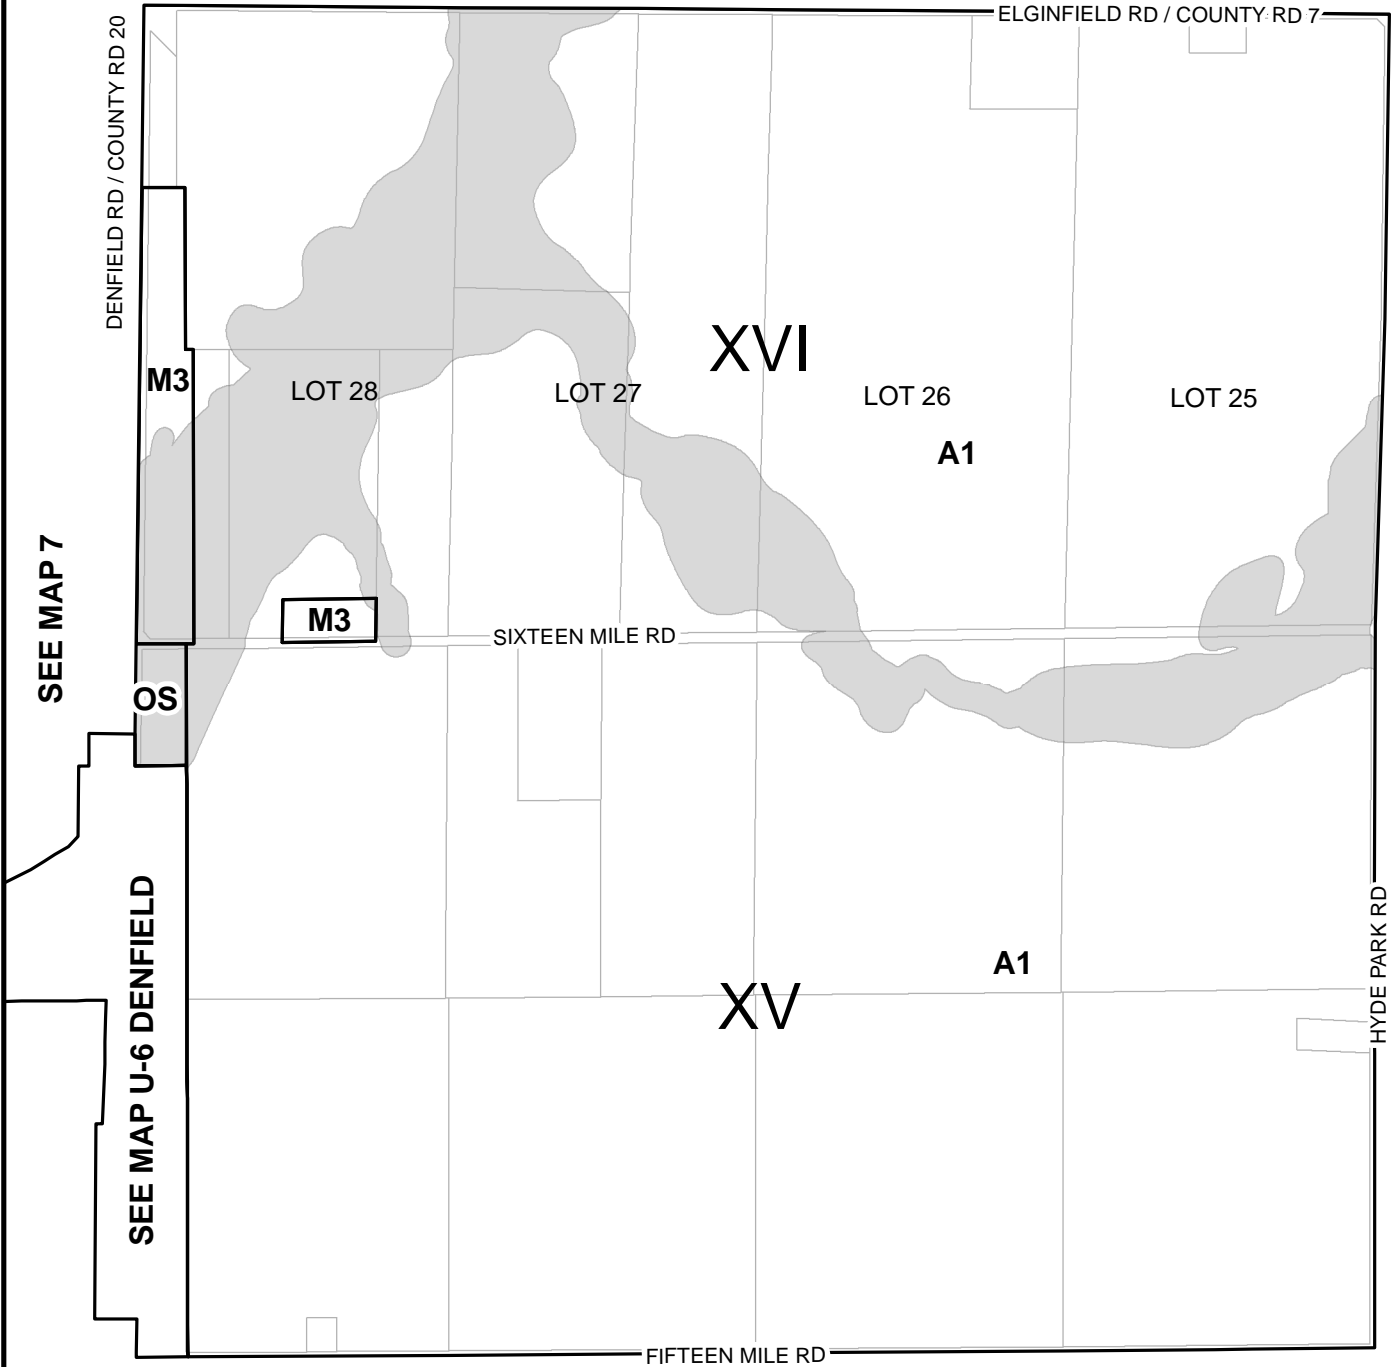 ELGINFIELD RD / COUNTY RD 7
DENFIELD RD / COUNTY RD 20
XVI
M3
LOT 28
LOT 27
LOT 26
LOT 25
A1
SEE MAP 7
M3
SIXTEEN MILE RD
OS
SEE MAP U-6 DENFIELD
A1
HYDE PARK RD
XV
FIFTEEN MILE RD